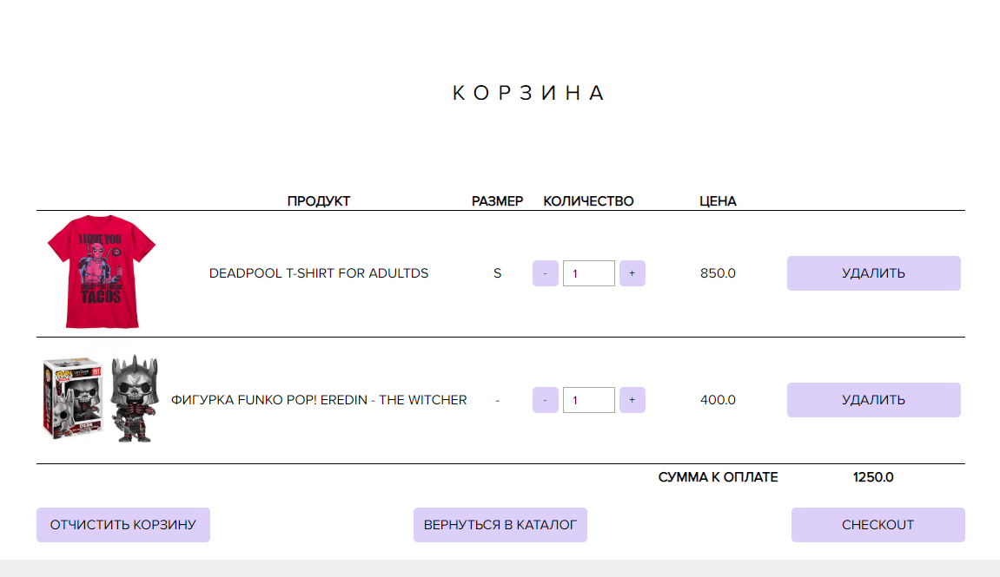 КОРЗИНА
ПРОДУКТ РАЗМЕР КОЛИЧЕСТВО ЦЕНА
I LOVE YOU
TACOS
DEADPOOL T-SHIRT FOR ADULTDS S - 1 + 850.0 УДАЛИТЬ
ФИГУРКА FUNKO POP! EREDIN - THE WITCHER - - 1 + 400.0 УДАЛИТЬ
СУММА К ОПЛАТЕ 1250.0
ОТЧИСТИТЬ КОРЗИНУ ВЕРНУТЬСЯ В КАТАЛОГ CHECKOUT